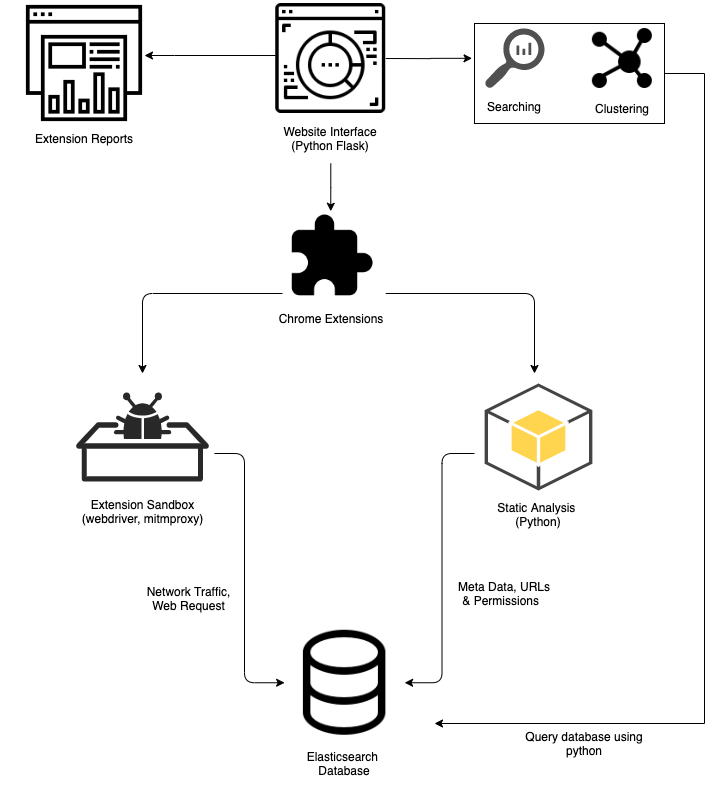 Searching
Clustering
Extension Reports
Website Interface
(Python Flask)
Chrome Extensions
Extension Sandbox
(webdriver, mitmproxy)
Static Analysis
(Python)
Network Traffic,
Web Request
Meta Data, URLs
& Permissions
Elasticsearch
Database
Query database using
python